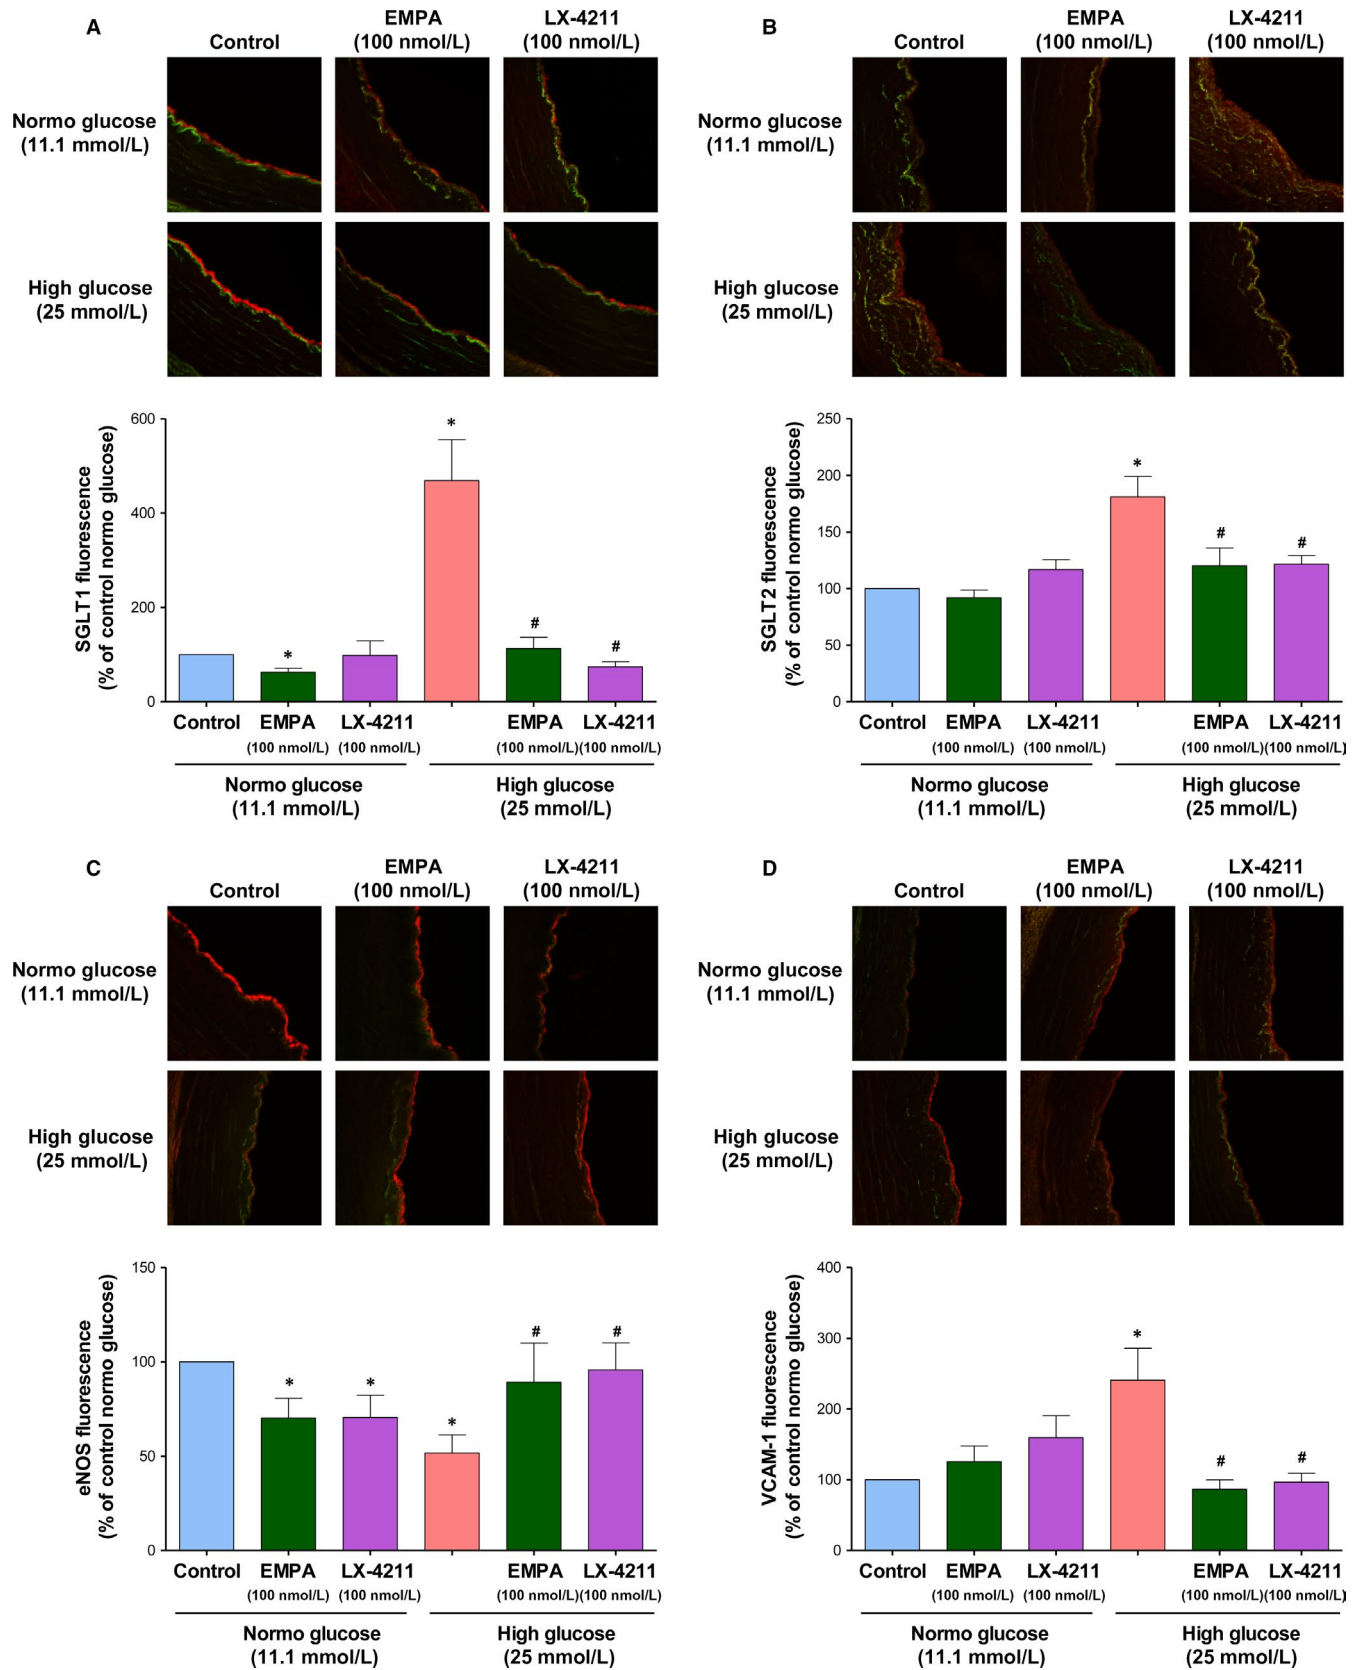 A
Control
EMPA
(100 nmol/L)
LX-4211
(100 nmol/L)
Normo glucose
(11.1 mmol/L)
High glucose
(25 mmol/L)
SGLT1 fluorescence
(% of control normo glucose)
600
400
200
0
*
*
#
#
Control
EMPA
(100 nmol/L)
LX-4211
(100 nmol/L)
EMPA
(100 nmol/L)
LX-4211
(100 nmol/L)
Normo glucose
(11.1 mmol/L)
High glucose
(25 mmol/L)
B
Control
EMPA
(100 nmol/L)
LX-4211
(100 nmol/L)
Normo glucose
(11.1 mmol/L)
High glucose
(25 mmol/L)
SGLT2 fluorescence
(% of control normo glucose)
250
200
150
100
50
0
*
#
#
Control
EMPA
(100 nmol/L)
LX-4211
(100 nmol/L)
EMPA
(100 nmol/L)
LX-4211
(100 nmol/L)
Normo glucose
(11.1 mmol/L)
High glucose
(25 mmol/L)
C
Control
EMPA
(100 nmol/L)
LX-4211
(100 nmol/L)
Normo glucose
(11.1 mmol/L)
High glucose
(25 mmol/L)
eNOS fluorescence
(% of control normo glucose)
150
100
50
0
*
*
*
#
#
Control
EMPA
(100 nmol/L)
LX-4211
(100 nmol/L)
EMPA
(100 nmol/L)
LX-4211
(100 nmol/L)
Normo glucose
(11.1 mmol/L)
High glucose
(25 mmol/L)
D
Control
EMPA
(100 nmol/L)
LX-4211
(100 nmol/L)
Normo glucose
(11.1 mmol/L)
High glucose
(25 mmol/L)
VCAM-1 fluorescence
(% of control normo glucose)
400
300
200
100
0
*
#
#
Control
EMPA
(100 nmol/L)
LX-4211
(100 nmol/L)
EMPA
(100 nmol/L)
LX-4211
(100 nmol/L)
Normo glucose
(11.1 mmol/L)
High glucose
(25 mmol/L)